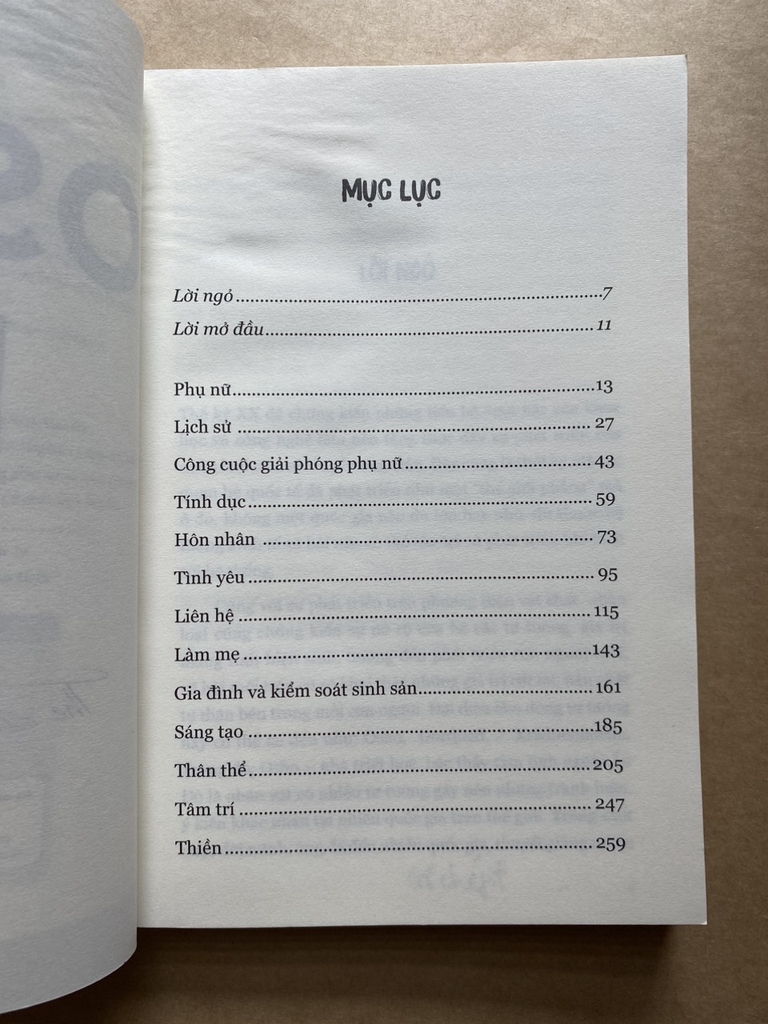 MỤC LỤC
Lời ngỏ........................................................................7
Lời mở đầu................................................................. 11
Phụ nữ........................................................................13
Lịch sử ...................................................................... 27
Công cuộc giải phóng phụ nữ...................................... 43
Tính dục..................................................................... 59
Hôn nhân .................................................................. 73
Tình yêu..................................................................... 95
Liên hệ ...................................................................... 115
Làm mẹ......................................................................143
Gia đình và kiểm soát sinh sản................................... 161
Sáng tạo .....................................................................185
Thân thể..................................................................... 205
Tâm trí ...................................................................... 247
Thiền.......................................................................... 259